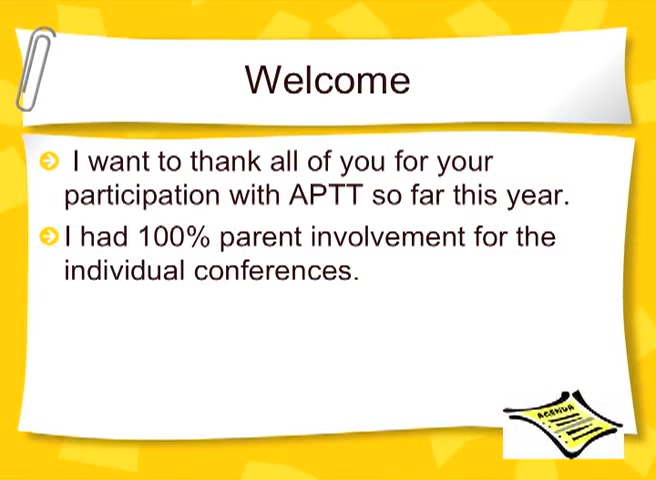 Welcome
I want to thank all of you for your
participation with APTT so far this year.
I had 100% parent involvement for the
individual conferences.
AGENDA